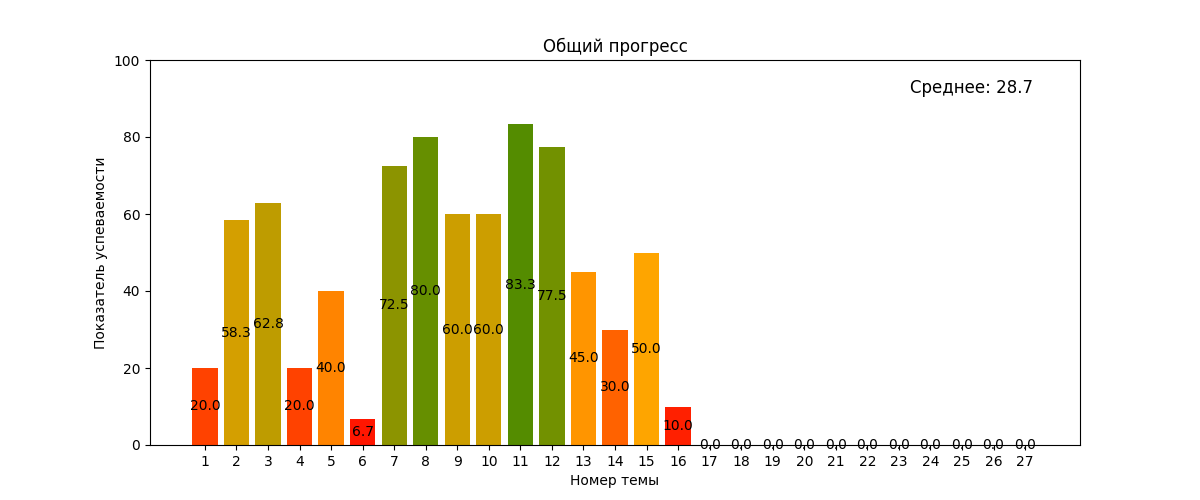 Общий прогресс
Среднее: 28.7
Показатель успеваемости
100
80
60
40
20
0
20.0 58.3 62.8 20.0 40.0 6.7 72.5 80.0 60.0 60.0 83.3 77.5 45.0 30.0 50.0 10.0 0.0 0.0 0.0 0.0 0.0 0.0 0.0 0.0 0.0 0.0 0.0
1 2 3 4 5 6 7 8 9 10 11 12 13 14 15 16 17 18 19 20 21 22 23 24 25 26 27
Номер темы